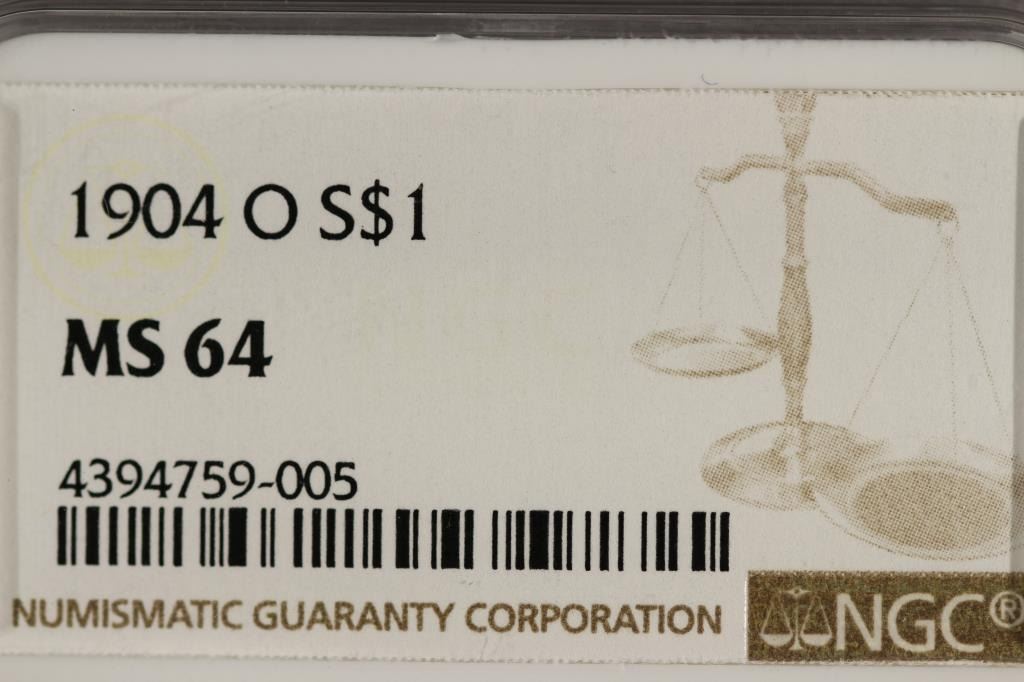 1904 O S$1
MS 64
4394759-005
NUMISMATIC GUARANTY CORPORATION
NGC®